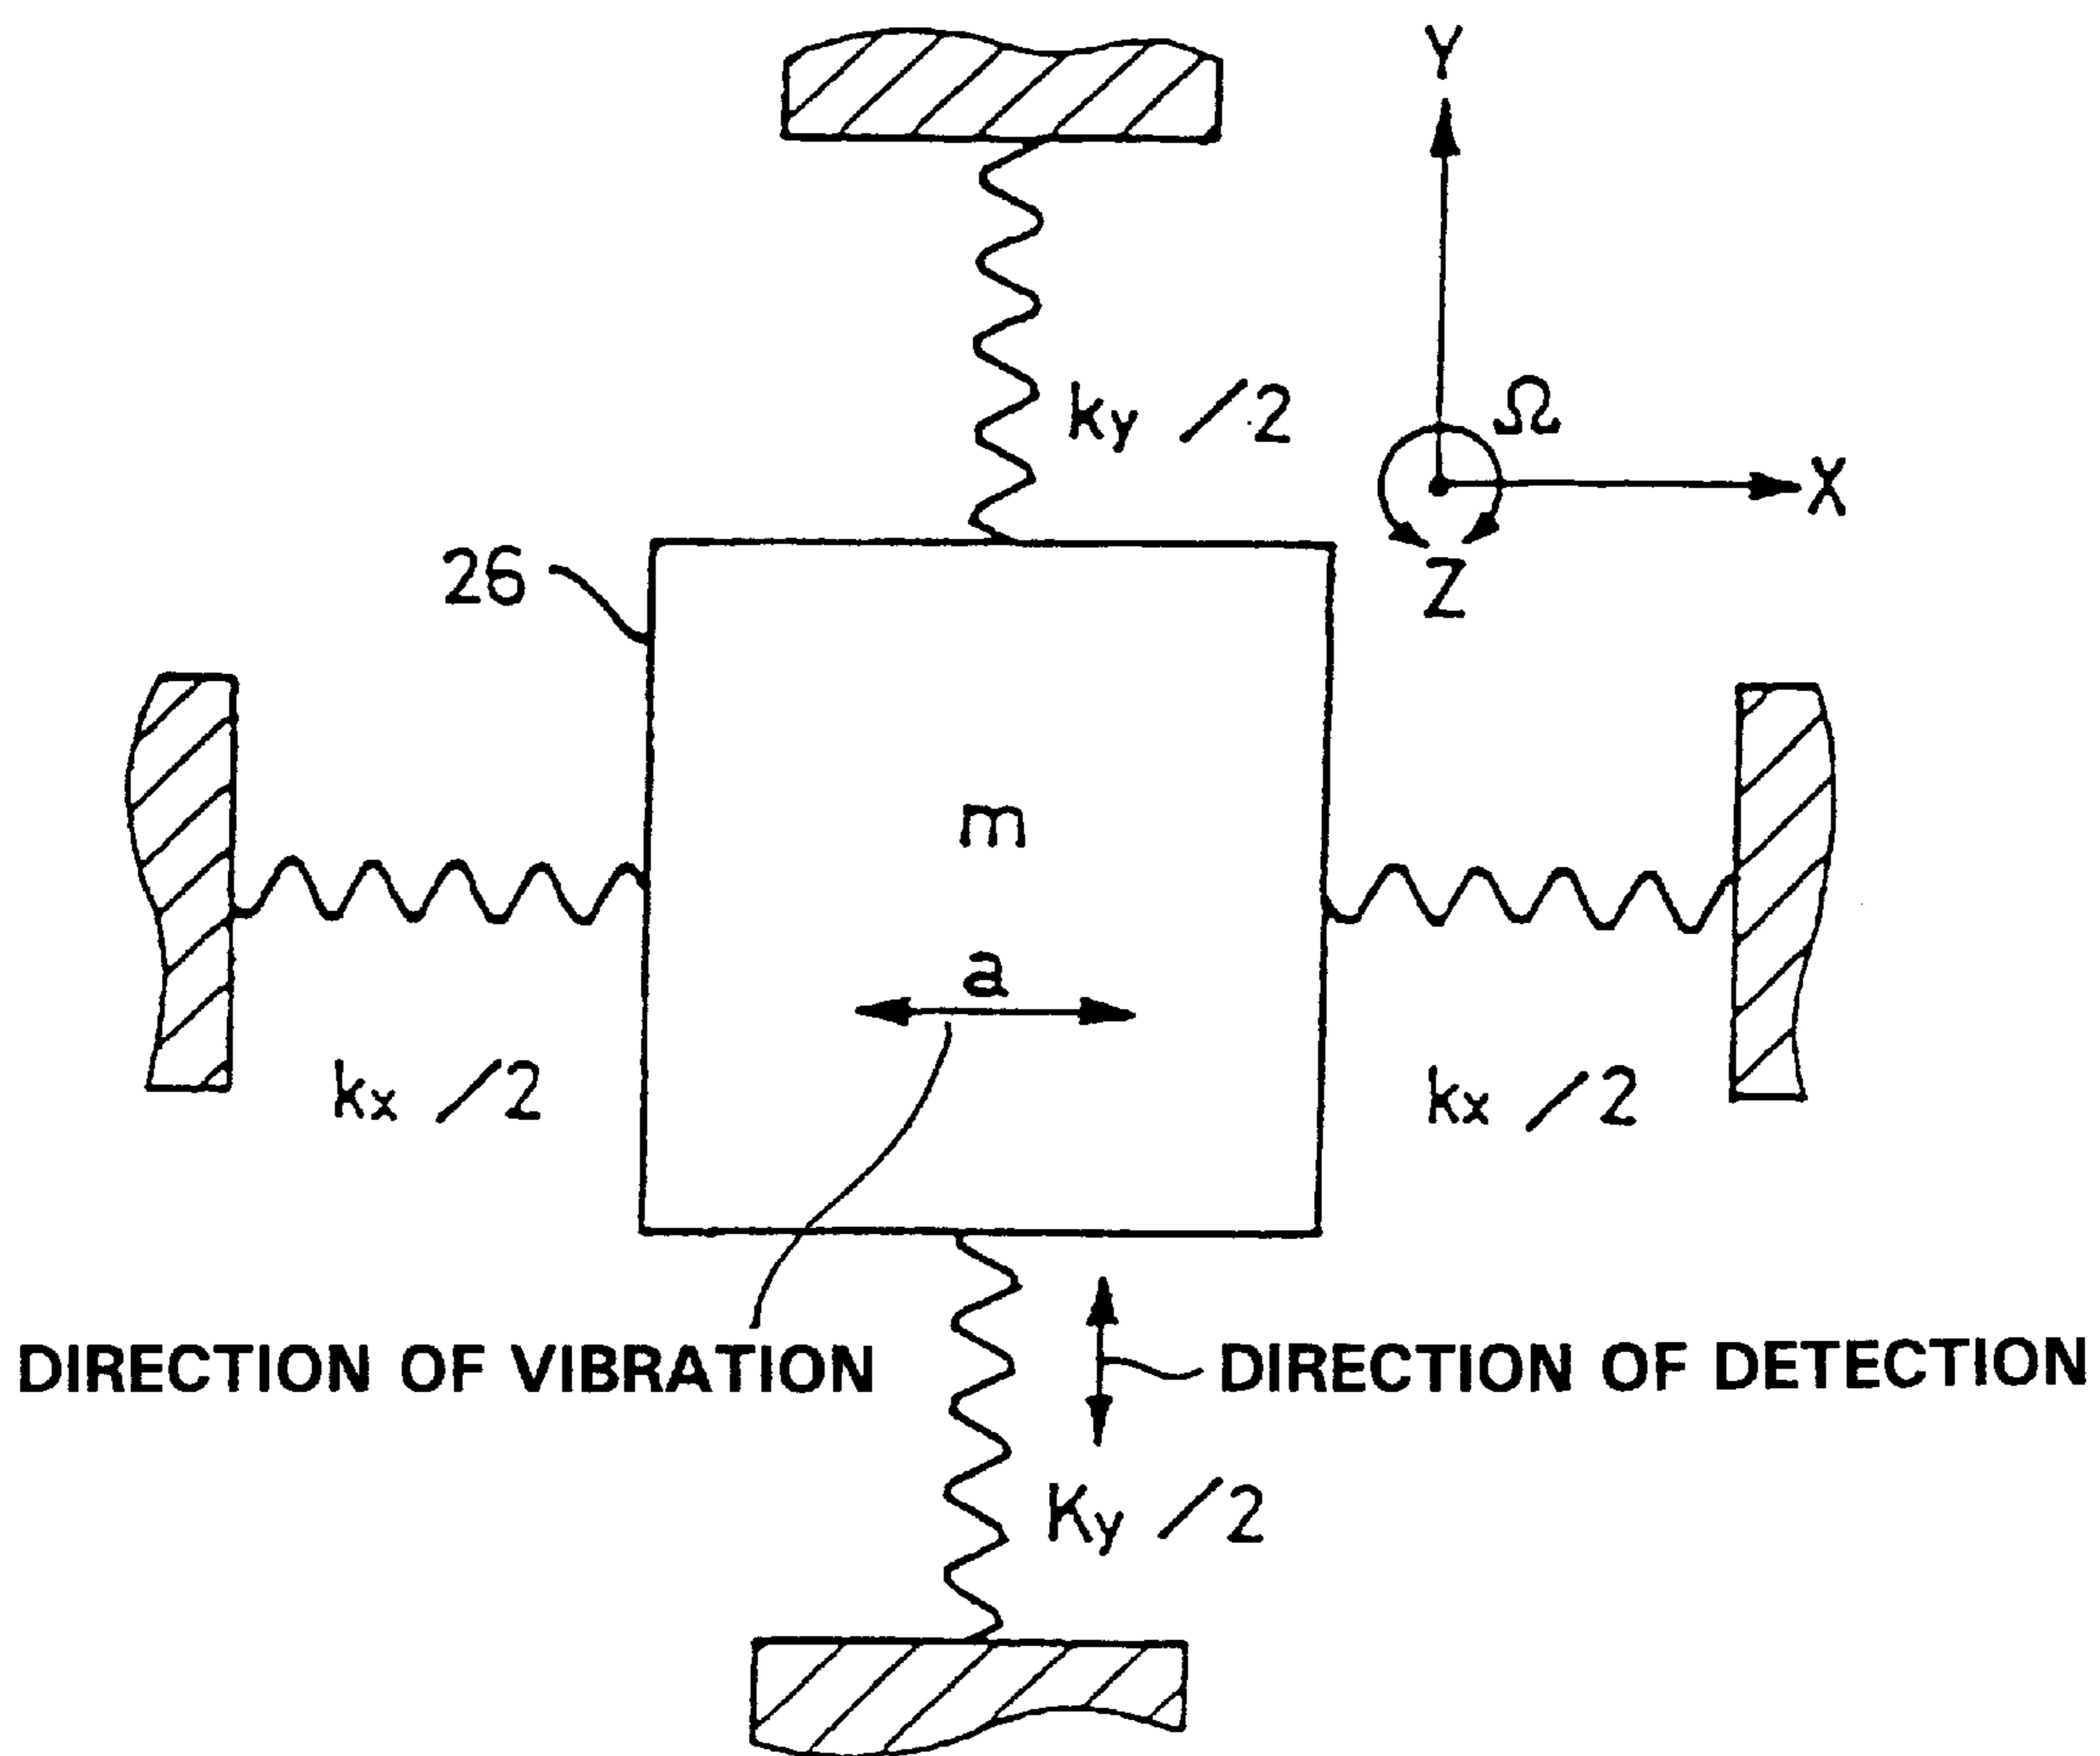 Y
ky /2
Ω
X
Z
26
m
a
kx /2
kx /2
DIRECTION OF VIBRATION
DIRECTION OF DETECTION
Ky /2